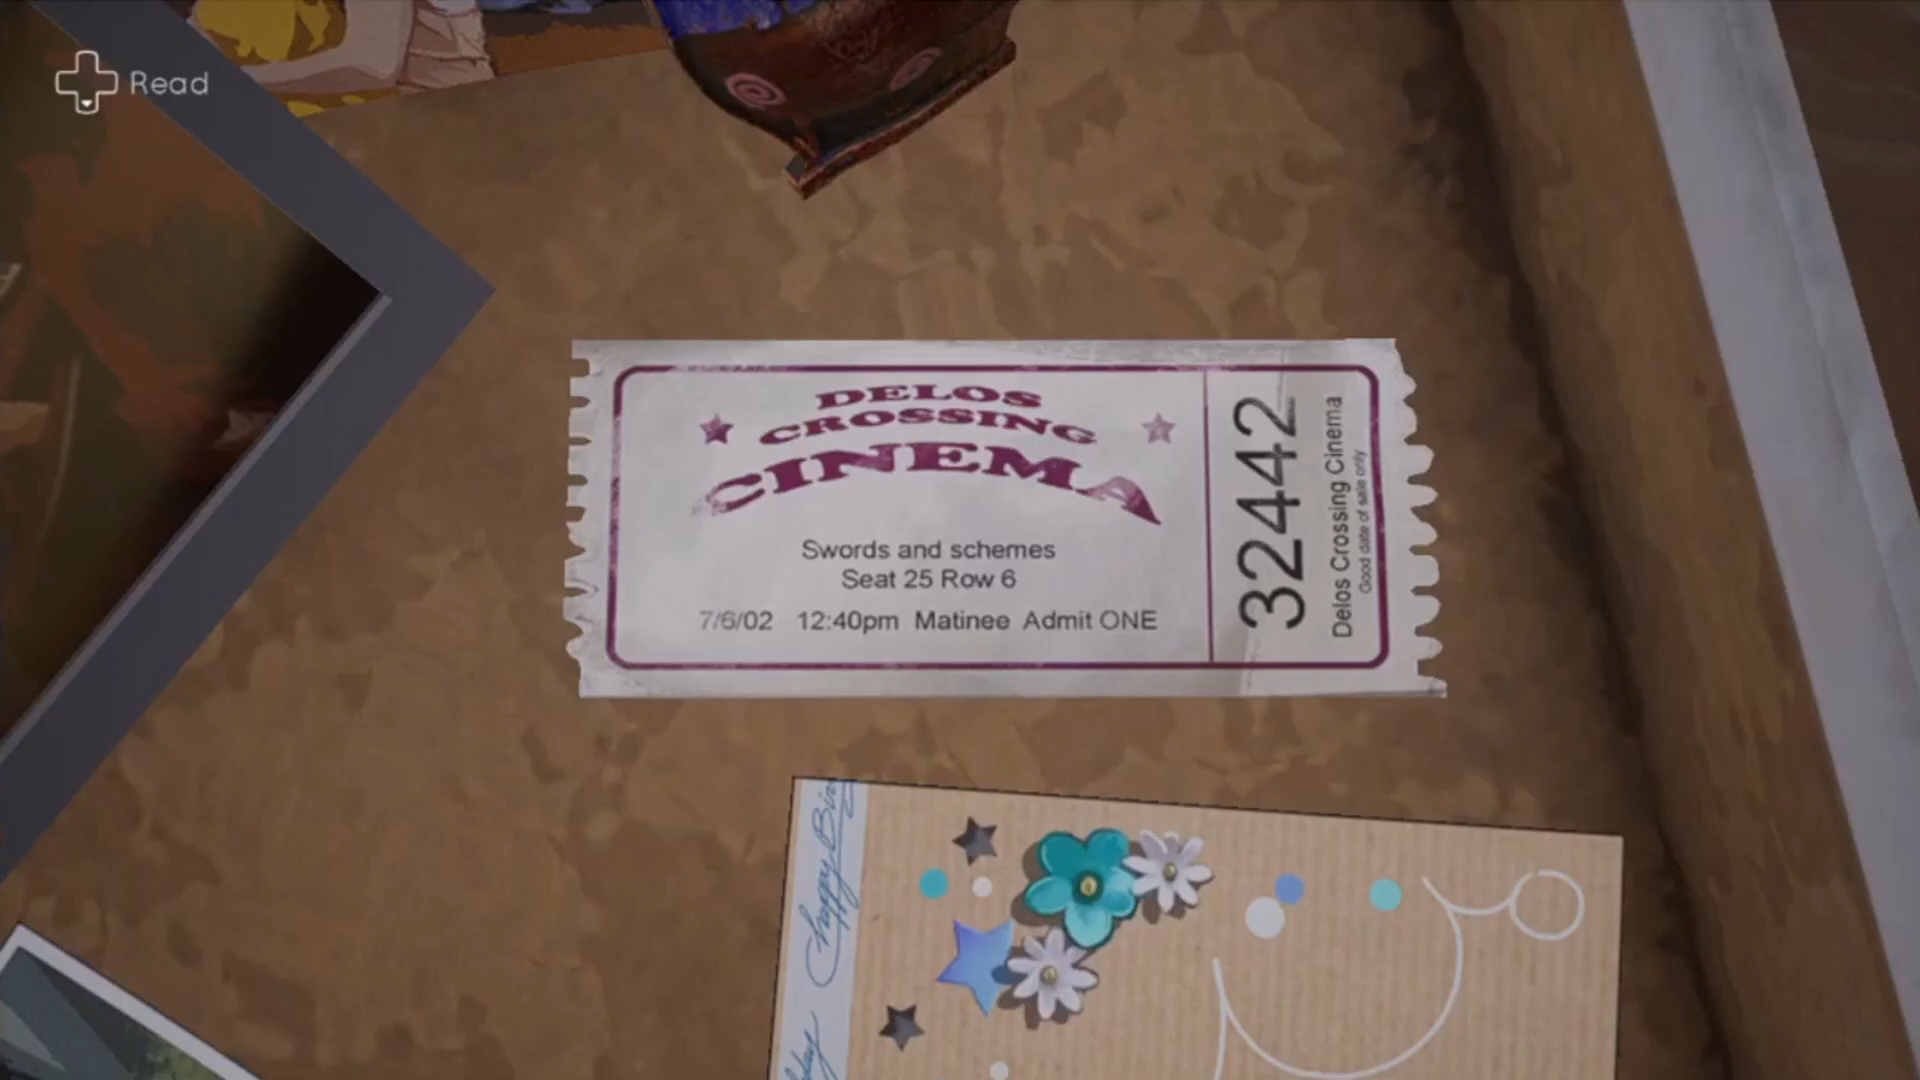 Read
DELOS
CROSSING
CINEMA
Swords and schemes
Seat 25 Row 6
7/6/02 12:40pm Matinee Admit ONE
32442
Delos Crossing Cinema
Good date of sale only
happy